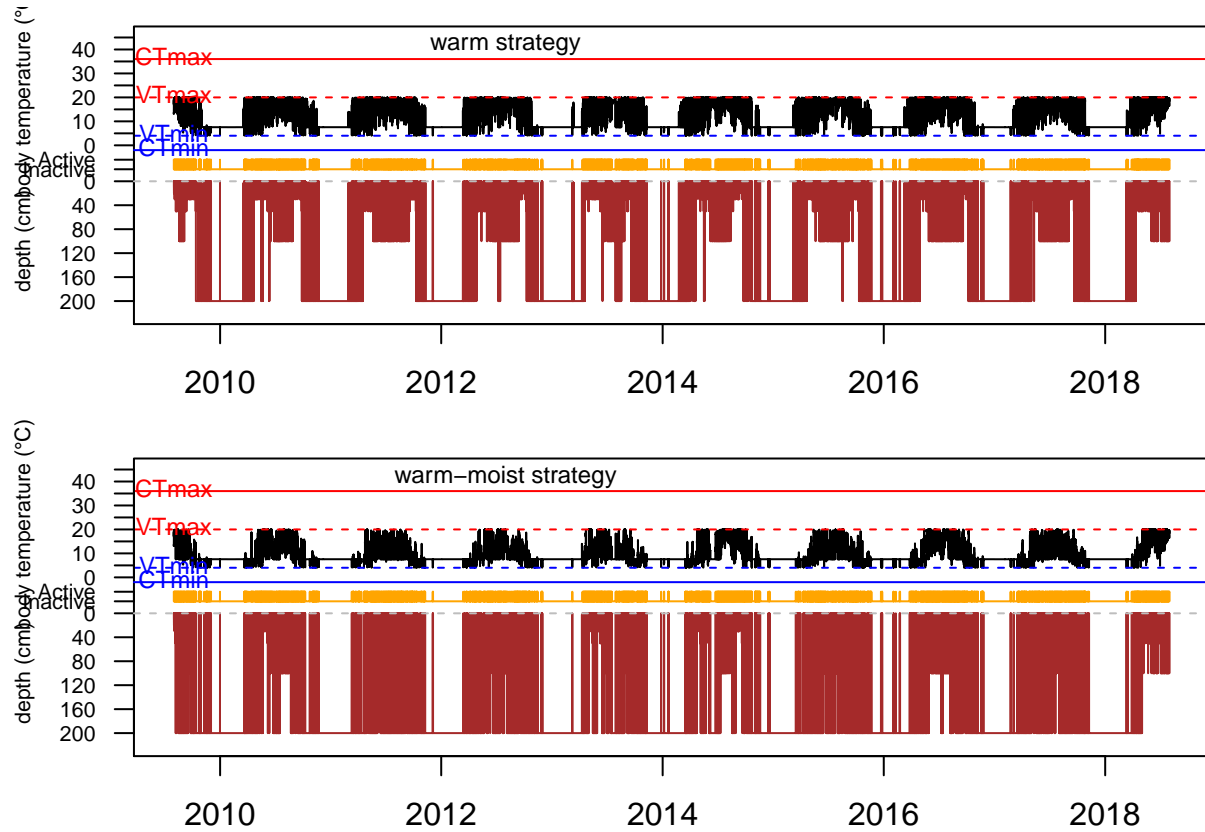 warm strategy
depth (cm)
body temperature (°C)
40
30
20
10
0
CTmax
VTmax
VTmin
CTmin
Active
Inactive
0
40
80
120
160
200
2010 2012 2014 2016 2018
warm−moist strategy
depth (cm)
body temperature (°C)
40
30
20
10
0
CTmax
VTmax
VTmin
CTmin
Active
Inactive
0
40
80
120
160
200
2010 2012 2014 2016 2018